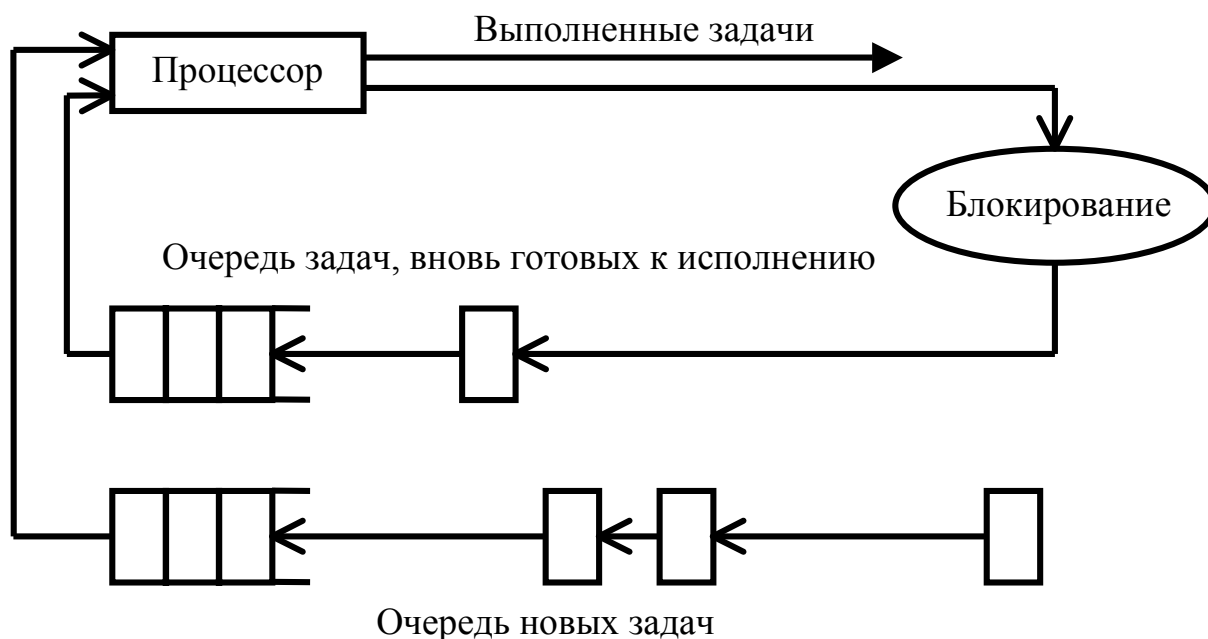 Выполненные задачи
Процессор
Блокирование
Очередь задач, вновь готовых к исполнению
Очередь новых задач